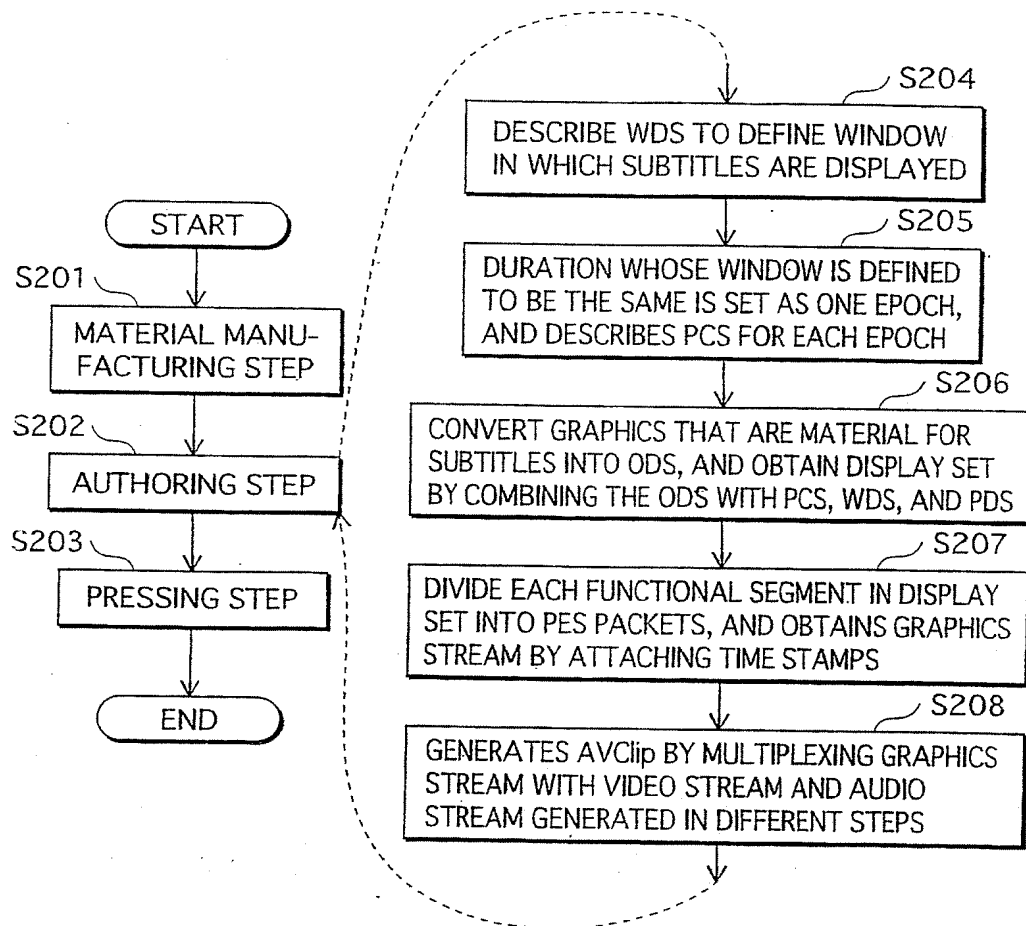 START
S201
MATERIAL MANU-
FACTURING STEP
S202
AUTHORING STEP
S203
PRESSING STEP
END
S204
DESCRIBE WDS TO DEFINE WINDOW
IN WHICH SUBTITLES ARE DISPLAYED
S205
DURATION WHOSE WINDOW IS DEFINED
TO BE THE SAME IS SET AS ONE EPOCH,
AND DESCRIBES PCS FOR EACH EPOCH
S206
CONVERT GRAPHICS THAT ARE MATERIAL FOR
SUBTITLES INTO ODS, AND OBTAIN DISPLAY SET
BY COMBINING THE ODS WITH PCS, WDS, AND PDS
S207
DIVIDE EACH FUNCTIONAL SEGMENT IN DISPLAY
SET INTO PES PACKETS, AND OBTAINS GRAPHICS
STREAM BY ATTACHING TIME STAMPS
S208
GENERATES AVClip BY MULTIPLEXING GRAPHICS
STREAM WITH VIDEO STREAM AND AUDIO
STREAM GENERATED IN DIFFERENT STEPS